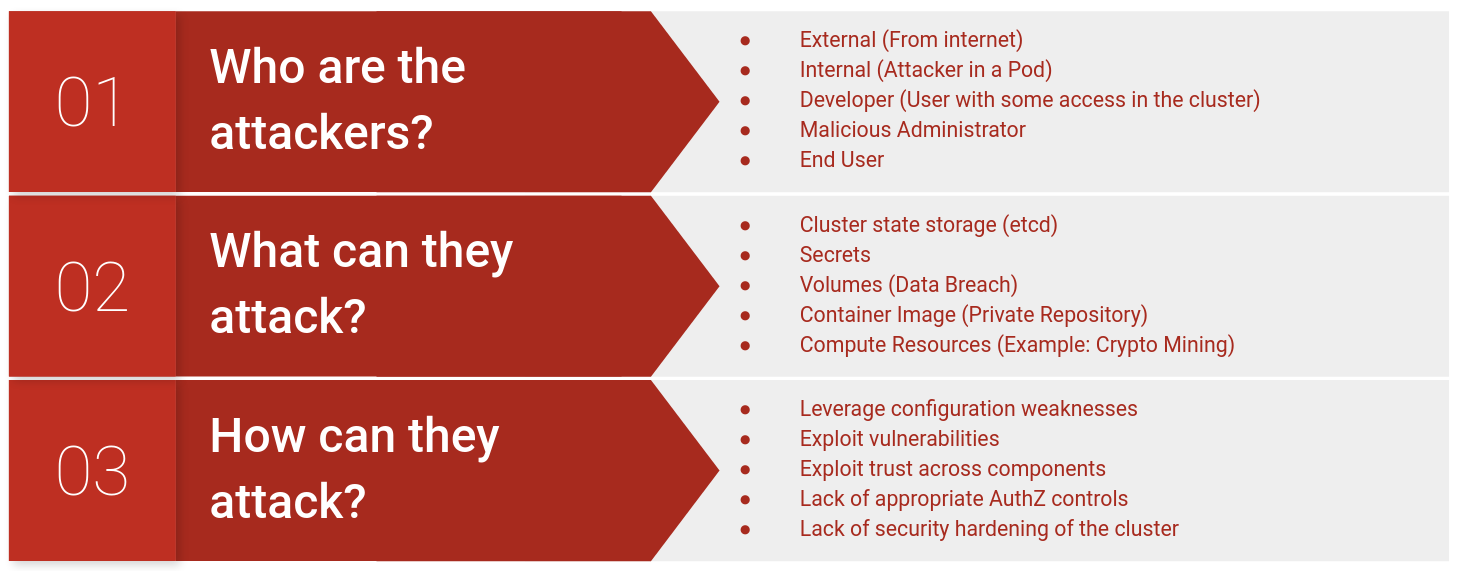 01
Who are the
attackers?
● External (From internet)
● Internal (Attacker in a Pod)
● Developer (User with some access in the cluster)
● Malicious Administrator
● End User
02
What can they
attack?
● Cluster state storage (etcd)
● Secrets
● Volumes (Data Breach)
● Container Image (Private Repository)
● Compute Resources (Example: Crypto Mining)
03
How can they
attack?
● Leverage configuration weaknesses
● Exploit vulnerabilities
● Exploit trust across components
● Lack of appropriate AuthZ controls
● Lack of security hardening of the cluster